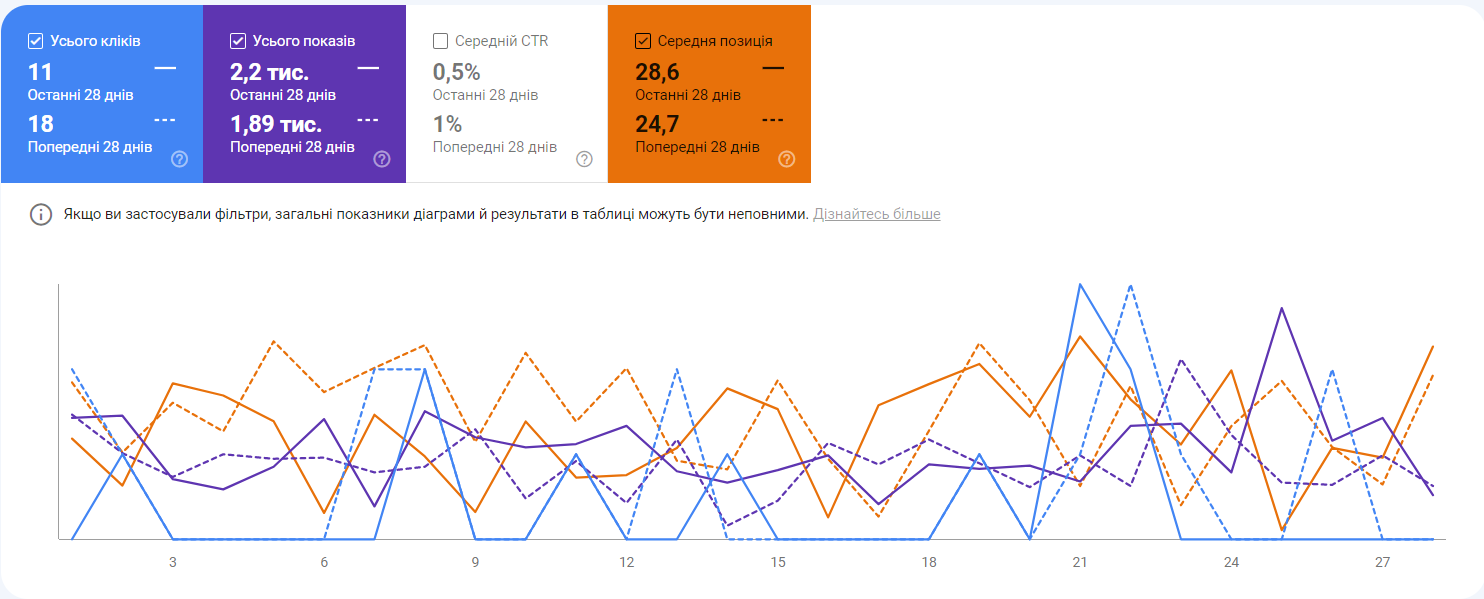 Усього кліків
11
Останні 28 днів
18
Попередні 28 днів
Усього показів
2,2 тис.
Останні 28 днів
1,89 тис.
Попередні 28 днів
Середній CTR
0,5%
Останні 28 днів
1%
Попередні 28 днів
Середня позиція
28,6
Останні 28 днів
24,7
Попередні 28 днів
Якщо ви застосували фільтри, загальні показники діаграми й результати в таблиці можуть бути неповними. Дізнайтесь більше
3 6 9 12 15 18 21 24 27